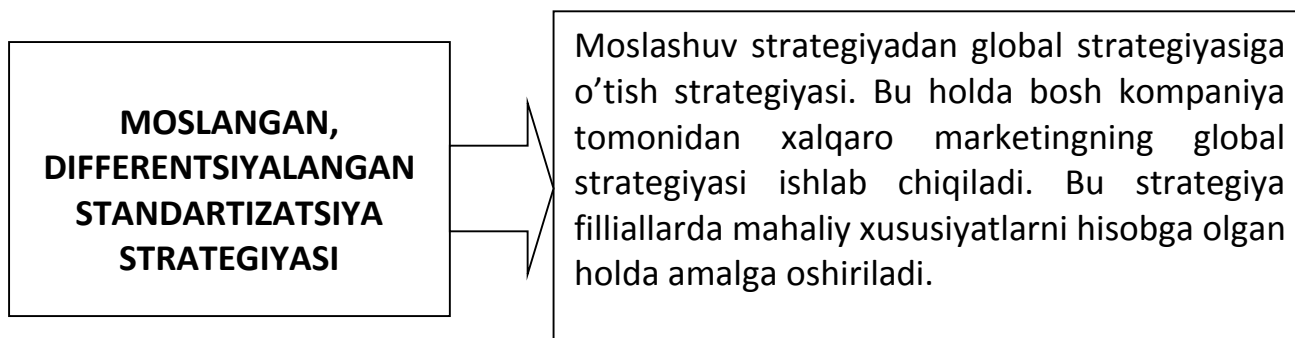 MOSLANGAN,
DIFFERENTSIYALANGAN
STANDARTIZATSIYA
STRATEGIYASI
Moslashuv strategiyadan global strategiyasiga
o’tish strategiyasi. Bu holda bosh kompaniya
tomonidan xalqaro marketingning global
strategiyasi ishlab chiqiladi. Bu strategiya
filliallarda mahaliy xususiyatlarni hisobga olgan
holda amalga oshiriladi.